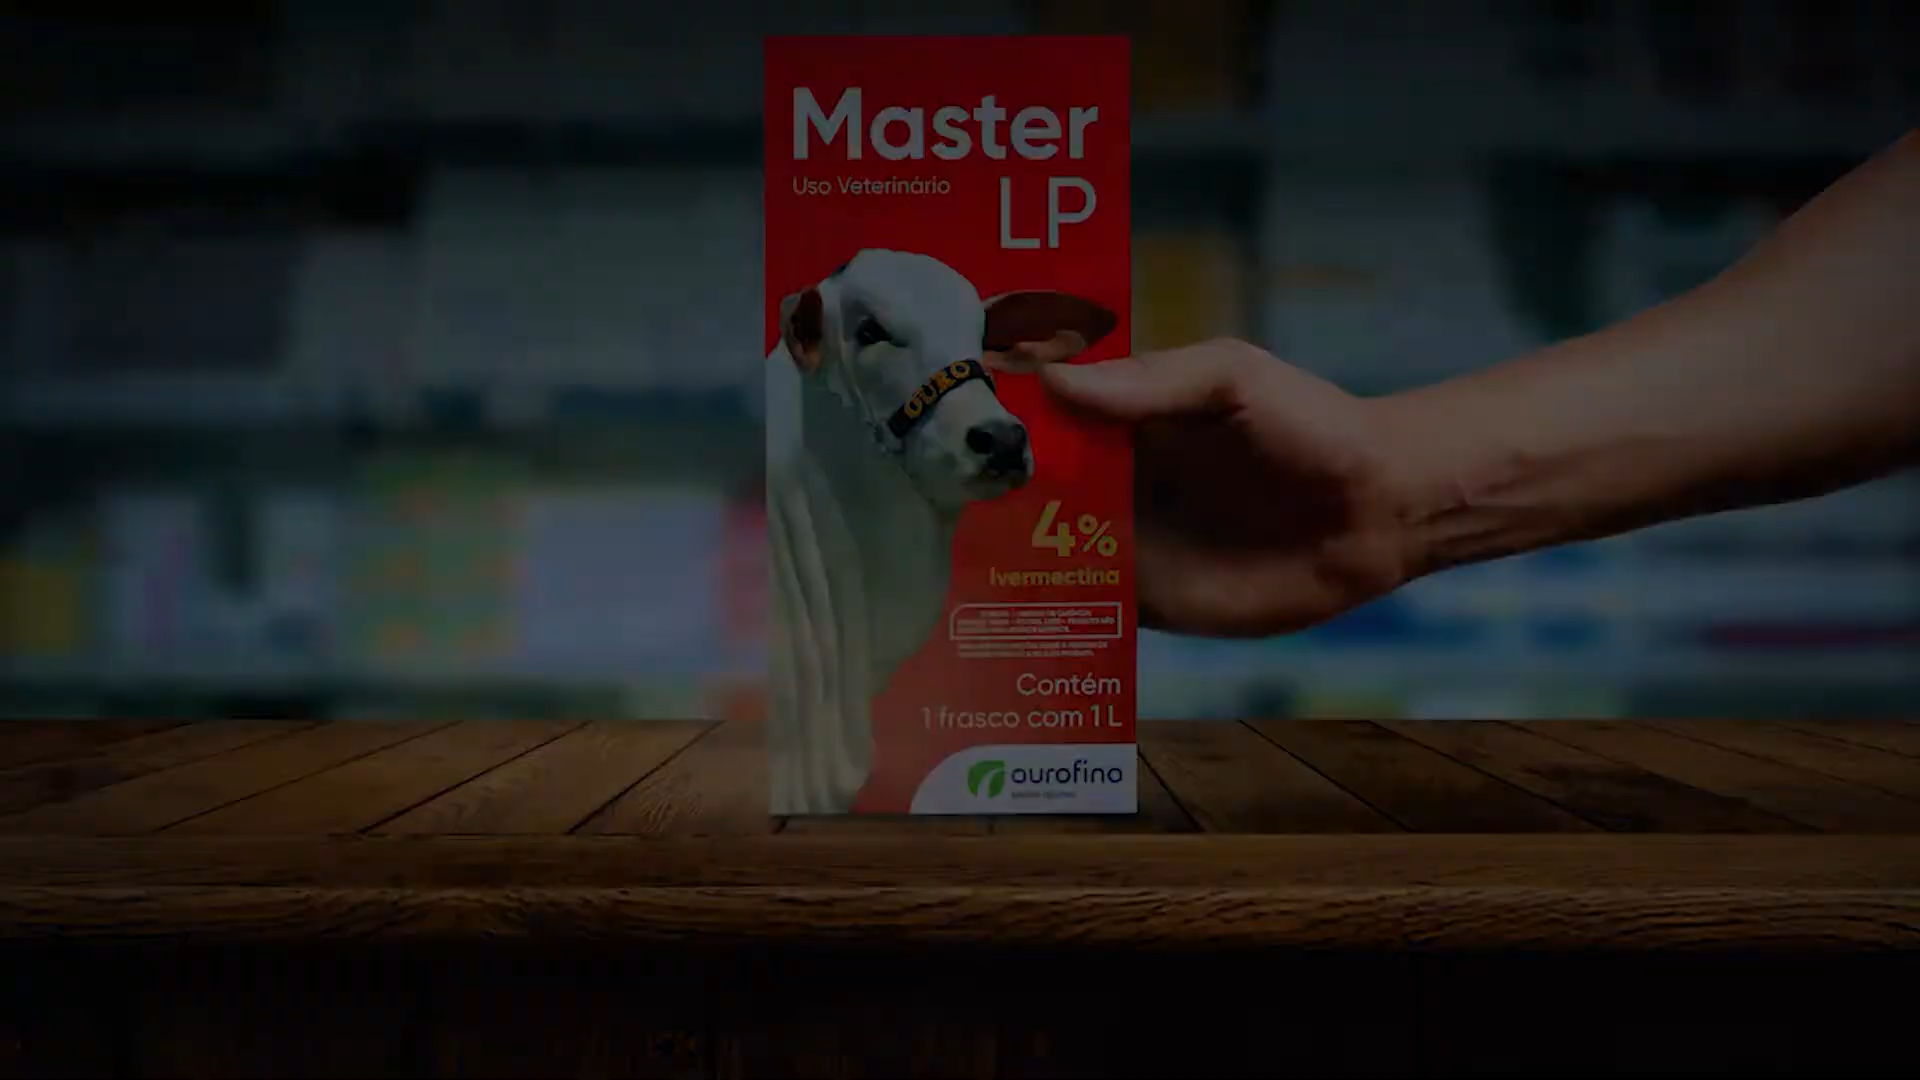 Master
Uso Veterinário
LP
OURO
4%
Ivermectina
Contém
1 frasco com 1 L
ourofino